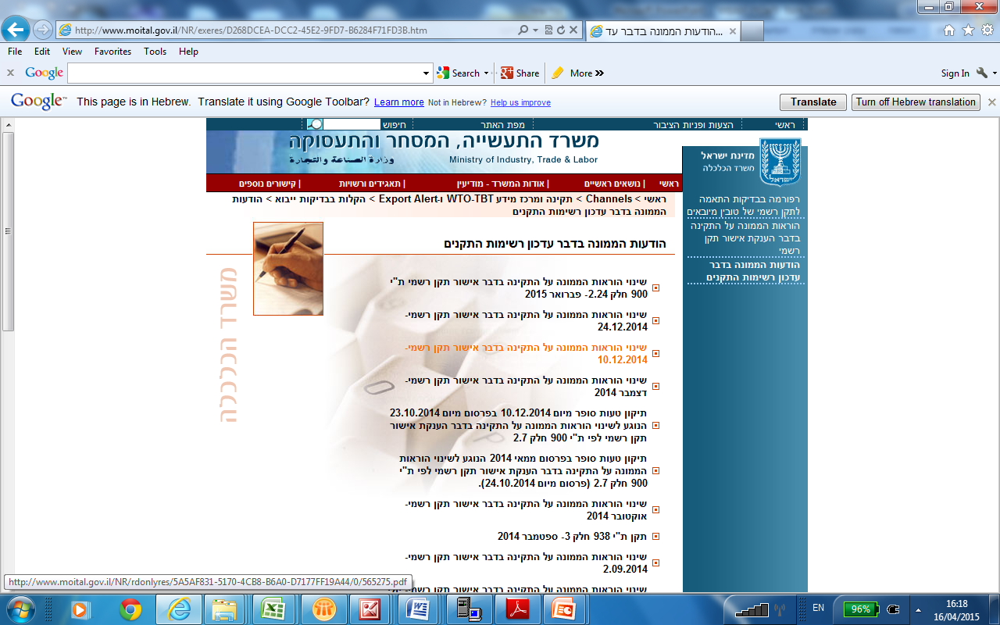 http://www.moital.gov.il/NR/exeres/D268DCEA-DCC2-45E2-9FD7-B6284F71FD3B.htm
הודעות הממונה בדבר עד...
File Edit View Favorites Tools Help
Google Search Share More » Sign In
Google™ This page is in Hebrew. Translate it using Google Toolbar? Learn more Not in Hebrew? Help us improve Translate Turn off Hebrew translation
ראשי הצעות ופניות הציבור מפת האתר חיפוש
משרד התעשייה, המסחר והתעסוקה
Ministry of Industry, Trade & Labor
وزارة الصناعة والتجارة
מדינת ישראל
משרד הכלכלה
ראשי | נושאים ראשיים | אודות המשרד - מודיעין | תאגידים ורשויות | קישורים נוספים
ראשי > Channels > תקינה ומרכז מידע WTO-TBT ו-Export Alert > הקלות בבדיקות ייבוא > הודעות
הממונה בדבר עדכון רשימות התקנים
רפורמה בבדיקות התאמה
לתקן רשמי של טובין מיובאים
הוראות הממונה על התקינה
בדבר הענקת אישור תקן
רשמי
הודעות הממונה בדבר
עדכון רשימות התקנים
הודעות הממונה בדבר עדכון רשימות התקנים
משרד הכלכלה
שינוי הוראות הממונה על התקינה בדבר אישור תקן רשמי ת"י
900 חלק 2.24- פברואר 2015
שינוי הוראות הממונה על התקינה בדבר אישור תקן רשמי-
24.12.2014
שינוי הוראות הממונה על התקינה בדבר אישור תקן רשמי-
10.12.2014
שינוי הוראות הממונה על התקינה בדבר אישור תקן רשמי-
דצמבר 2014
תיקון טעות סופר מיום 10.12.2014 בפרסום מיום 23.10.2014
הנוגע לשינוי הוראות הממונה על התקינה בדבר הענקת אישור
תקן רשמי לפי ת"י 900 חלק 2.7
תיקון טעות סופר בפרסום ממאי 2014 הנוגע לשינוי הוראות
הממונה על התקינה בדבר הענקת אישור תקן רשמי לפי ת"י
900 חלק 2.7 (פרסום מיום 24.10.2014).
שינוי הוראות הממונה על התקינה בדבר אישור תקן רשמי-
אוקטובר 2014
תקן ת"י 938 חלק 3- ספטמבר 2014
שינוי הוראות הממונה על התקינה בדבר אישור תקן רשמי-
2.09.2014
שינוי הוראות הממונה על התקינה בדבר אישור תקן רשמי- יולי
http://www.moital.gov.il/NR/rdonlyres/5A5AF831-5170-4CB8-B6A0-D7177FF19A44/0/565275.pdf
EN 96% 16:18
16/04/2015